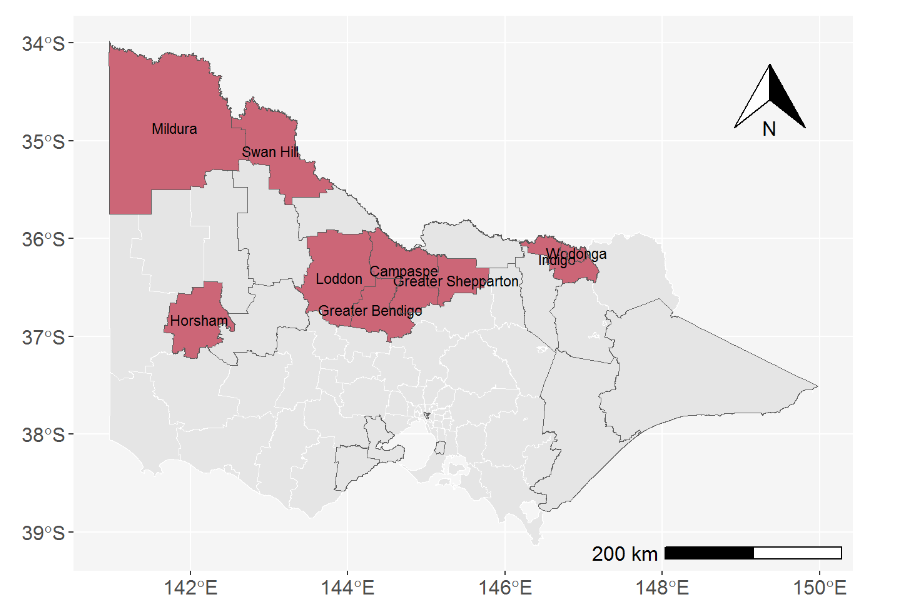 34°S
35°S
36°S
37°S
38°S
39°S
Mildura
Swan Hill
Wodonga
Indigo
Campaspe
Loddon
Greater Shepparton
Greater Bendigo
Horsham
N
200 km
142°E
144°E
146°E
148°E
150°E